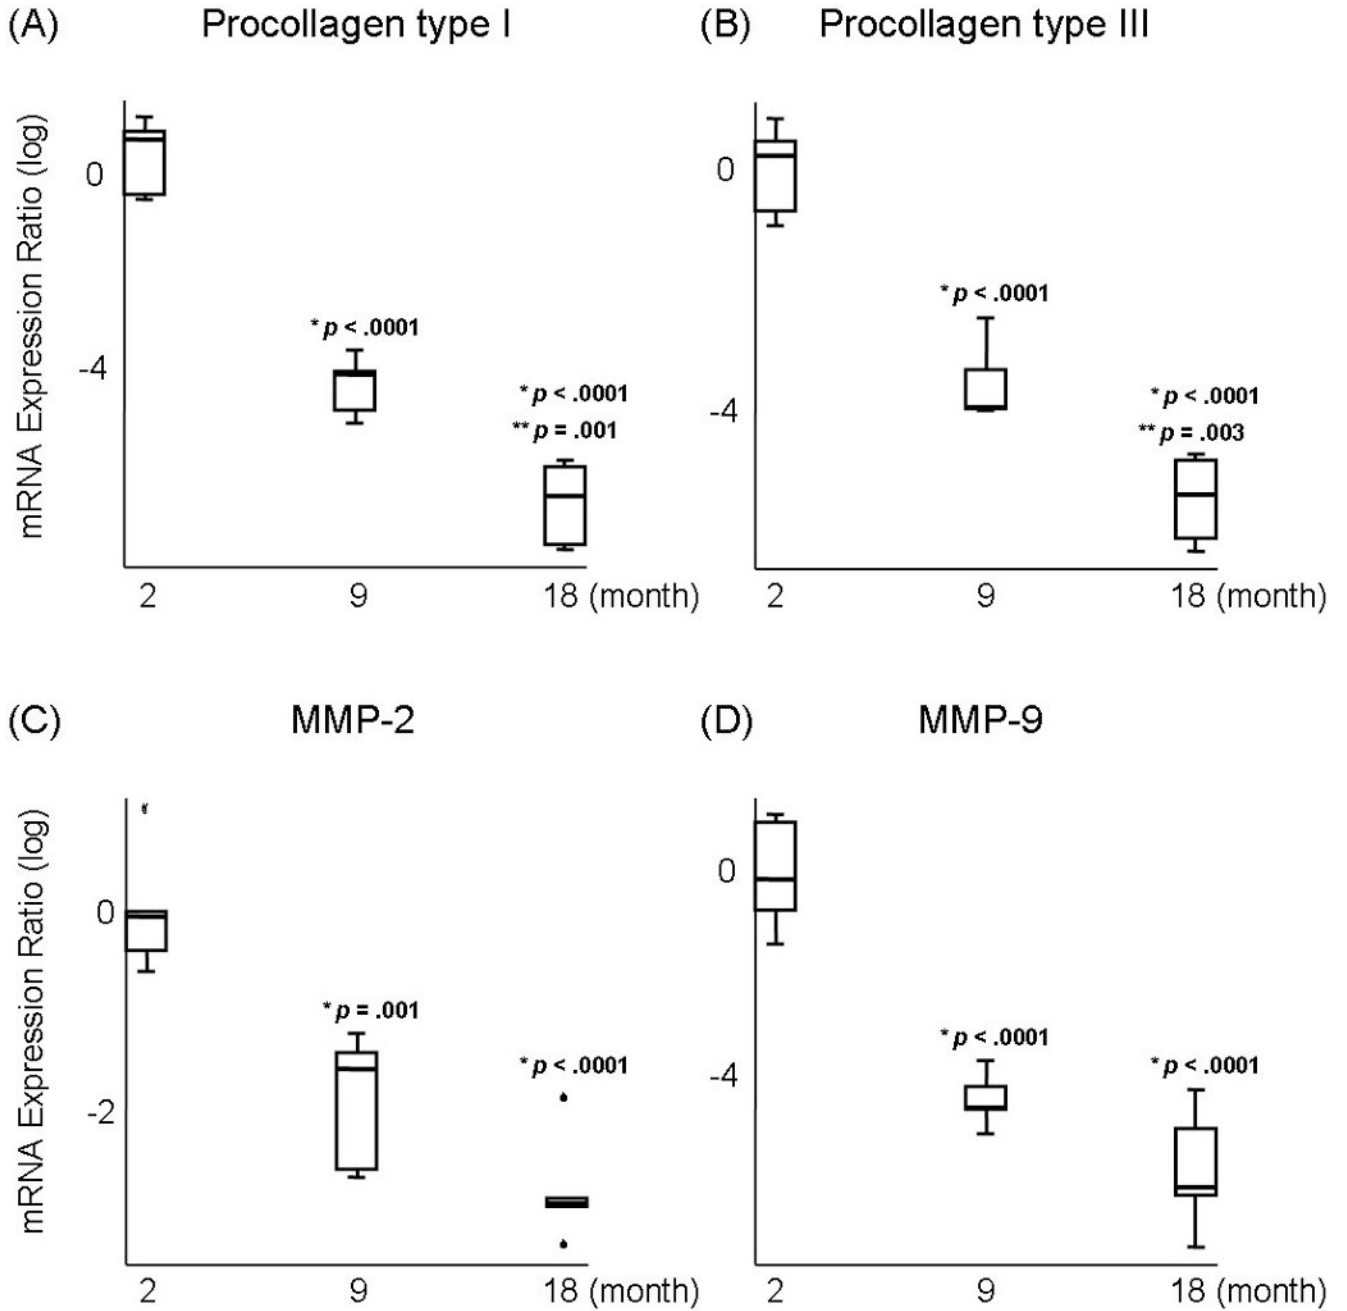 (A) Procollagen type I
(B) Procollagen type III
mRNA Expression Ratio (log)
0
-4
* p < .0001
* p < .0001
** p = .001
2 9 18 (month)
0
-4
* p < .0001
* p < .0001
** p = .003
2 9 18 (month)
(C) MMP-2
(D) MMP-9
mRNA Expression Ratio (log)
0
-2
* p = .001
* p < .0001
2 9 18 (month)
0
-4
* p < .0001
* p < .0001
2 9 18 (month)